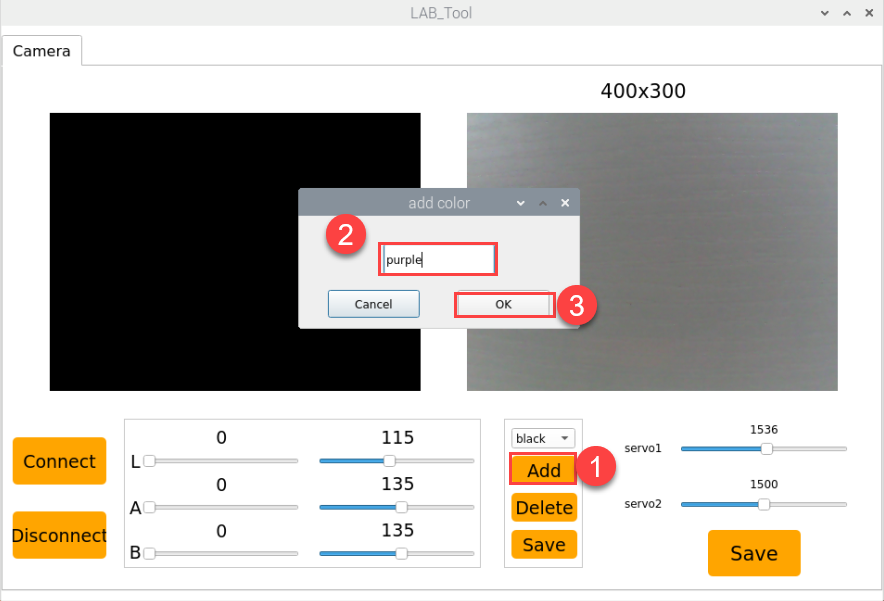 LAB_Tool
Camera
400x300
add color
2
purple
Cancel
OK
3
0
115
L
0
135
A
0
135
B
Connect
Disconnect
black
Add
1
Delete
Save
1536
servo1
1500
servo2
Save